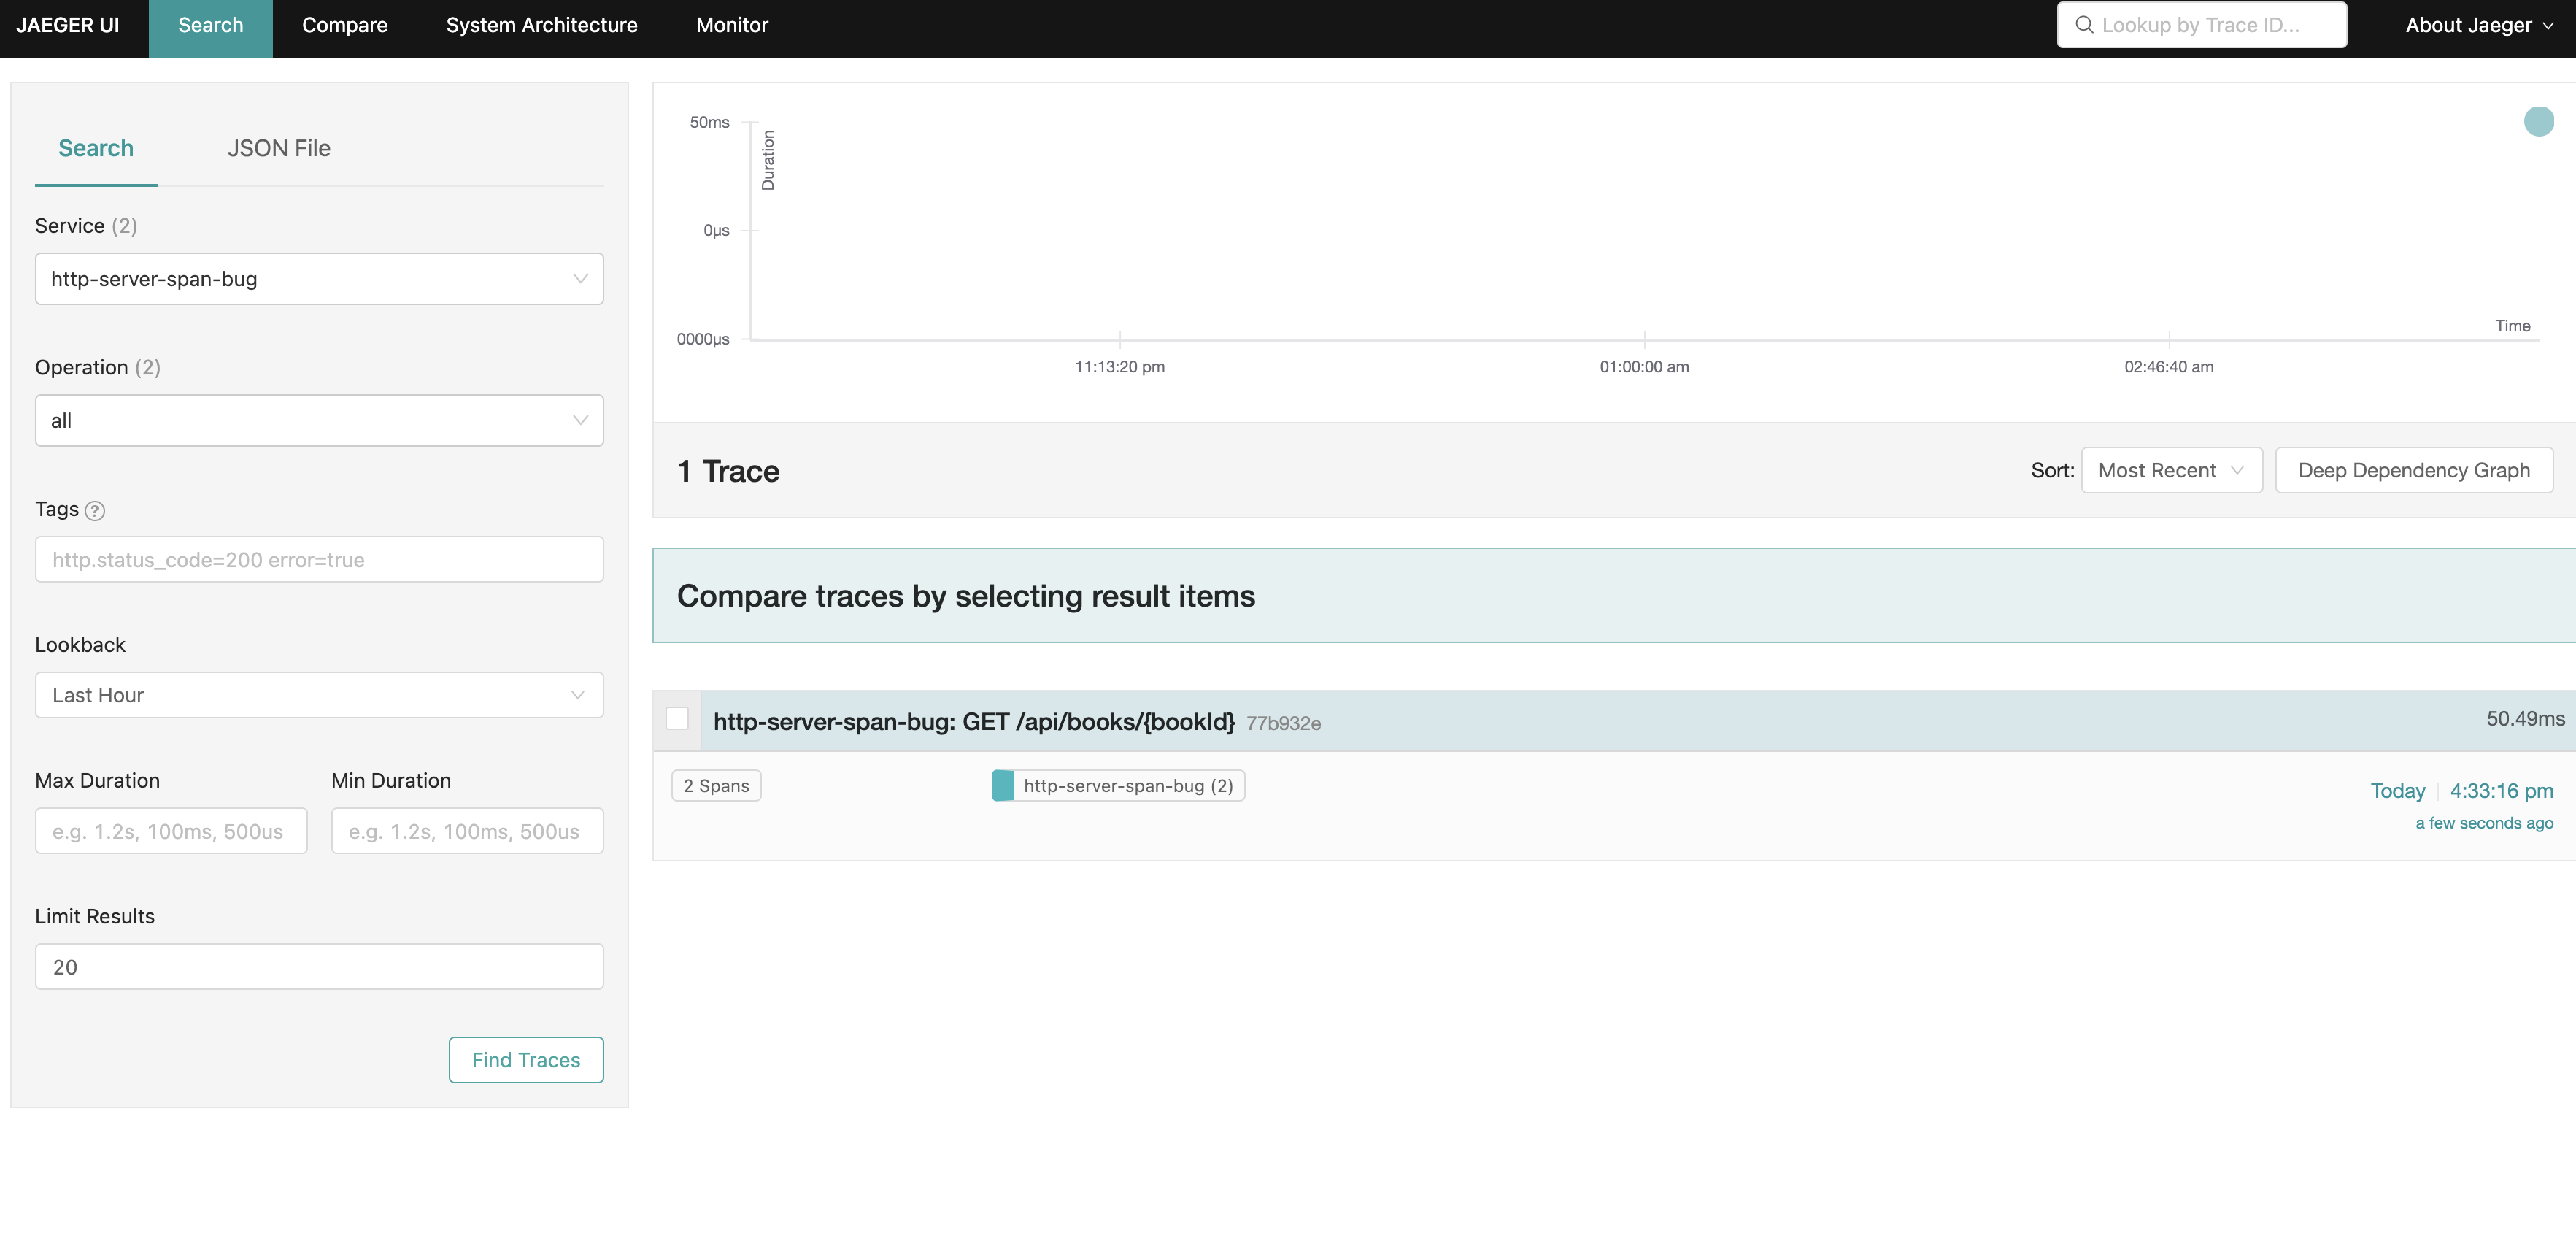 JAEGER UI Search Compare System Architecture Monitor Lookup by Trace ID... About Jaeger
Search JSON File
Service (2)
http-server-span-bug
Operation (2)
all
Tags ?
http.status_code=200 error=true
Lookback
Last Hour
Max Duration Min Duration
e.g. 1.2s, 100ms, 500us e.g. 1.2s, 100ms, 500us
Limit Results
20
Find Traces
50ms
Duration
0μs
0000μs
Time
11:13:20 pm 01:00:00 am 02:46:40 am
1 Trace Sort: Most Recent Deep Dependency Graph
Compare traces by selecting result items
http-server-span-bug: GET /api/books/{bookId} 77b932e 50.49ms
2 Spans http-server-span-bug (2) Today 4:33:16 pm
a few seconds ago